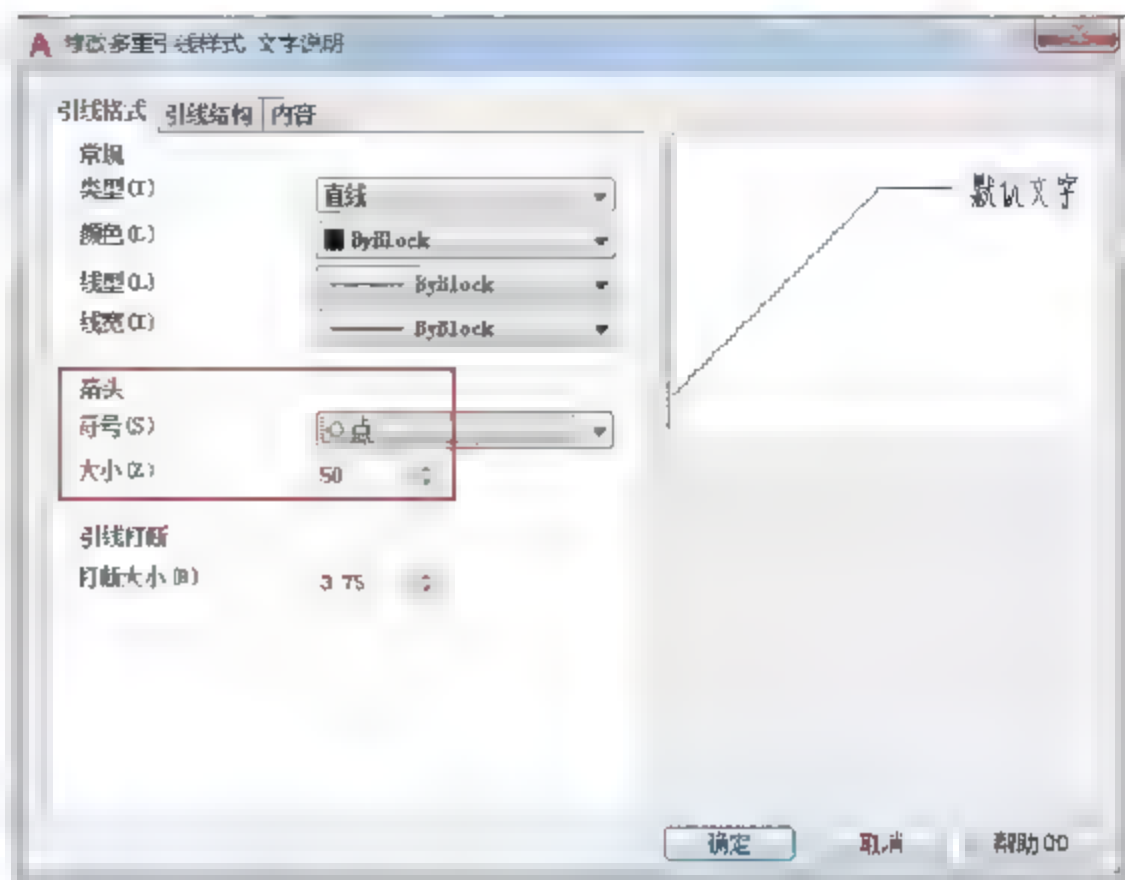 修改多重引线样式 文字说明
引线格式 引线结构 内容
常规
类型(T) 直线
颜色(C) ByBlock
线型(L) ByBlock
线宽(I) ByBlock
箭头
符号(S) 点
大小(Z) 50
引线打断
打断大小(B) 3.75
默认文字
确定 取消 帮助(H)